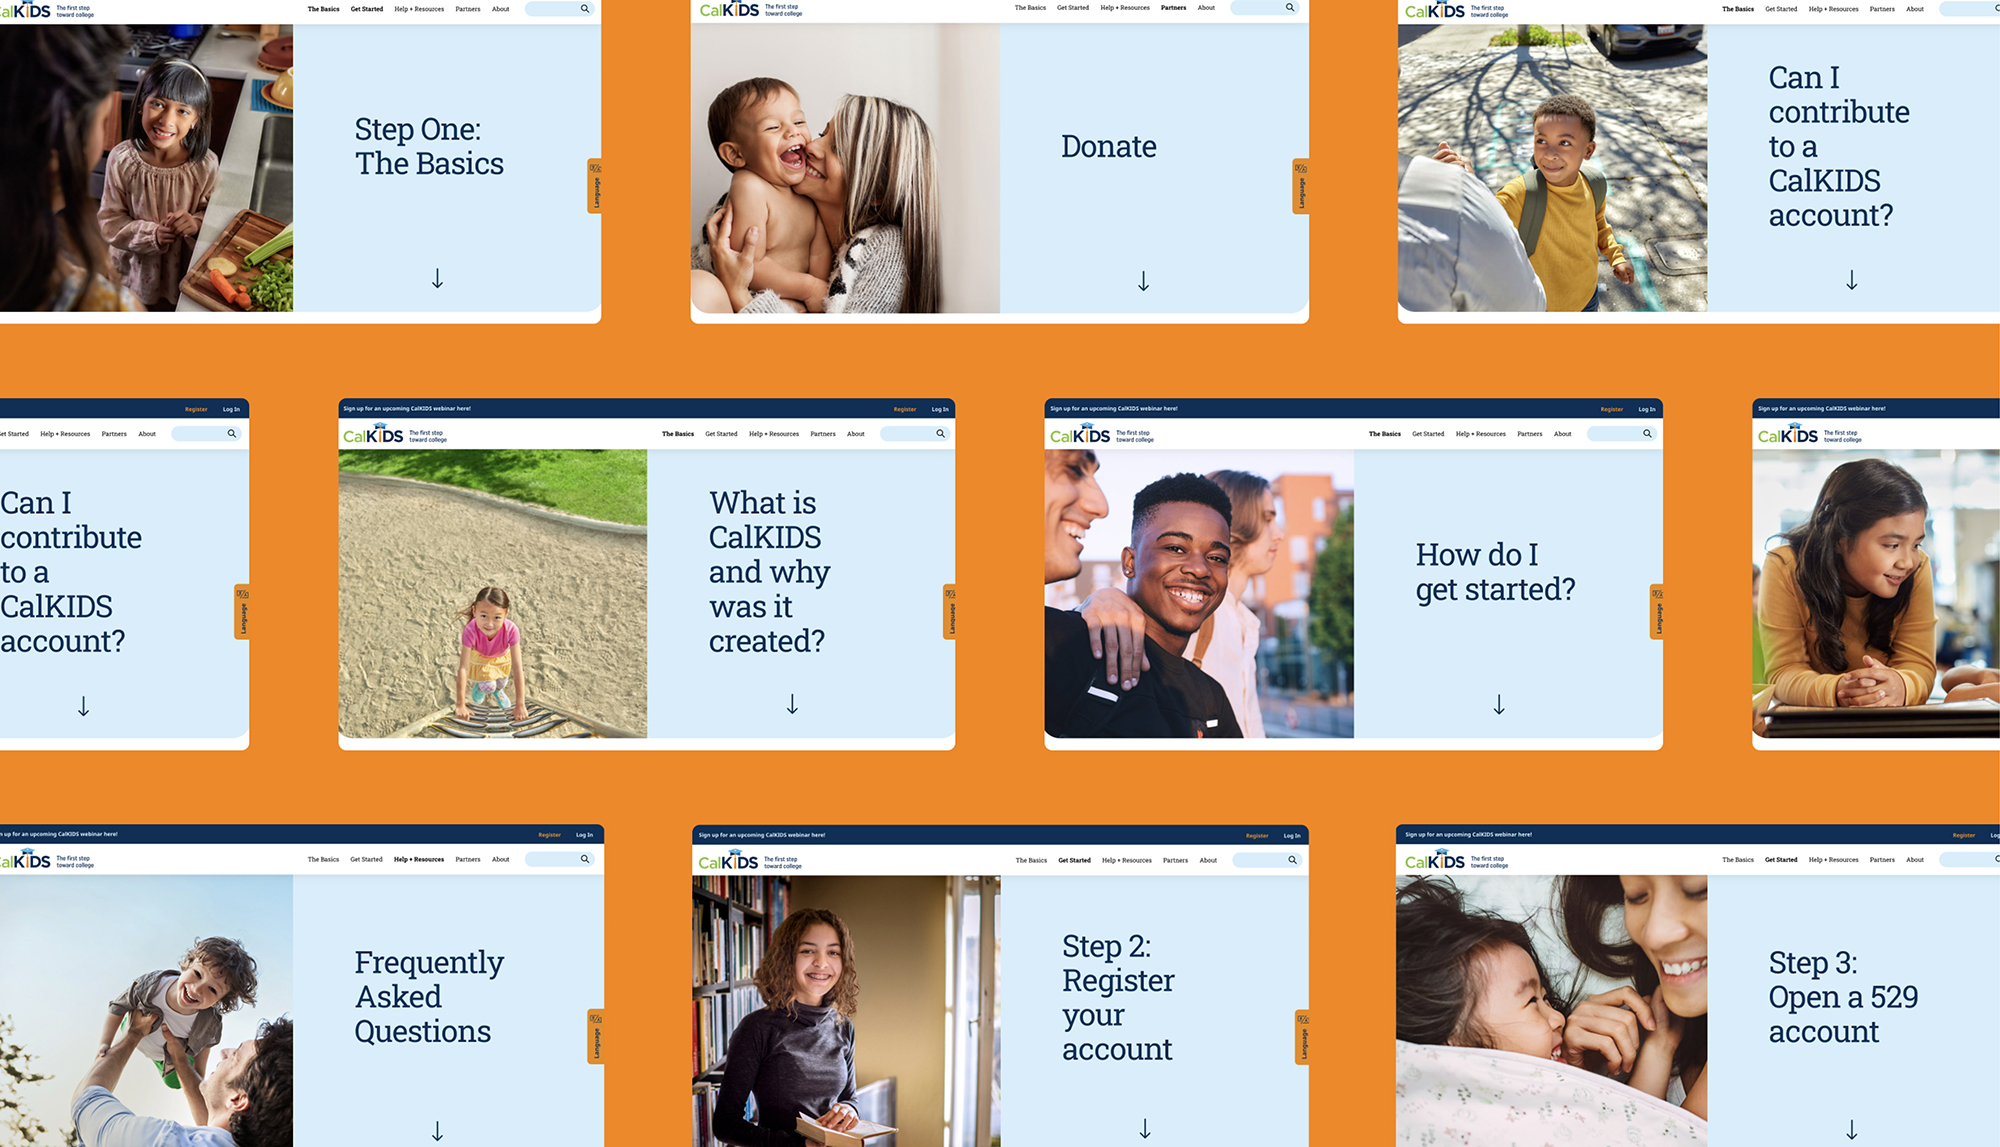 CalKIDS
The first step
toward college
The Basics
Get Started
Help + Resources
Partners
About
Step One:
The Basics
Language
CalKIDS
The first step
toward college
The Basics
Get Started
Help + Resources
Partners
About
Donate
Language
CalKIDS
The first step
toward college
The Basics
Get Started
Help + Resources
Partners
About
Can I
contribute
to a
CalKIDS
account?
Register
Log In
Get Started
Help + Resources
Partners
About
Can I
contribute
to a
CalKIDS
account?
Language
Sign up for an upcoming CalKIDS webinar here!
Register
Log In
CalKIDS
The first step
toward college
The Basics
Get Started
Help + Resources
Partners
About
What is
CalKIDS
and why
was it
created?
Language
Sign up for an upcoming CalKIDS webinar here!
Register
Log In
CalKIDS
The first step
toward college
The Basics
Get Started
Help + Resources
Partners
About
How do I
get started?
Language
Sign up for an upcoming CalKIDS webinar here!
CalKIDS
The first step
toward college
up for an upcoming CalKIDS webinar here!
Register
Log In
CalKIDS
The first step
toward college
The Basics
Get Started
Help + Resources
Partners
About
Frequently
Asked
Questions
Language
Sign up for an upcoming CalKIDS webinar here!
Register
Log In
CalKIDS
The first step
toward college
The Basics
Get Started
Help + Resources
Partners
About
Step 2:
Register
your
account
Language
Sign up for an upcoming CalKIDS webinar here!
Register
CalKIDS
The first step
toward college
The Basics
Get Started
Help + Resources
Partners
About
Step 3:
Open a 529
account